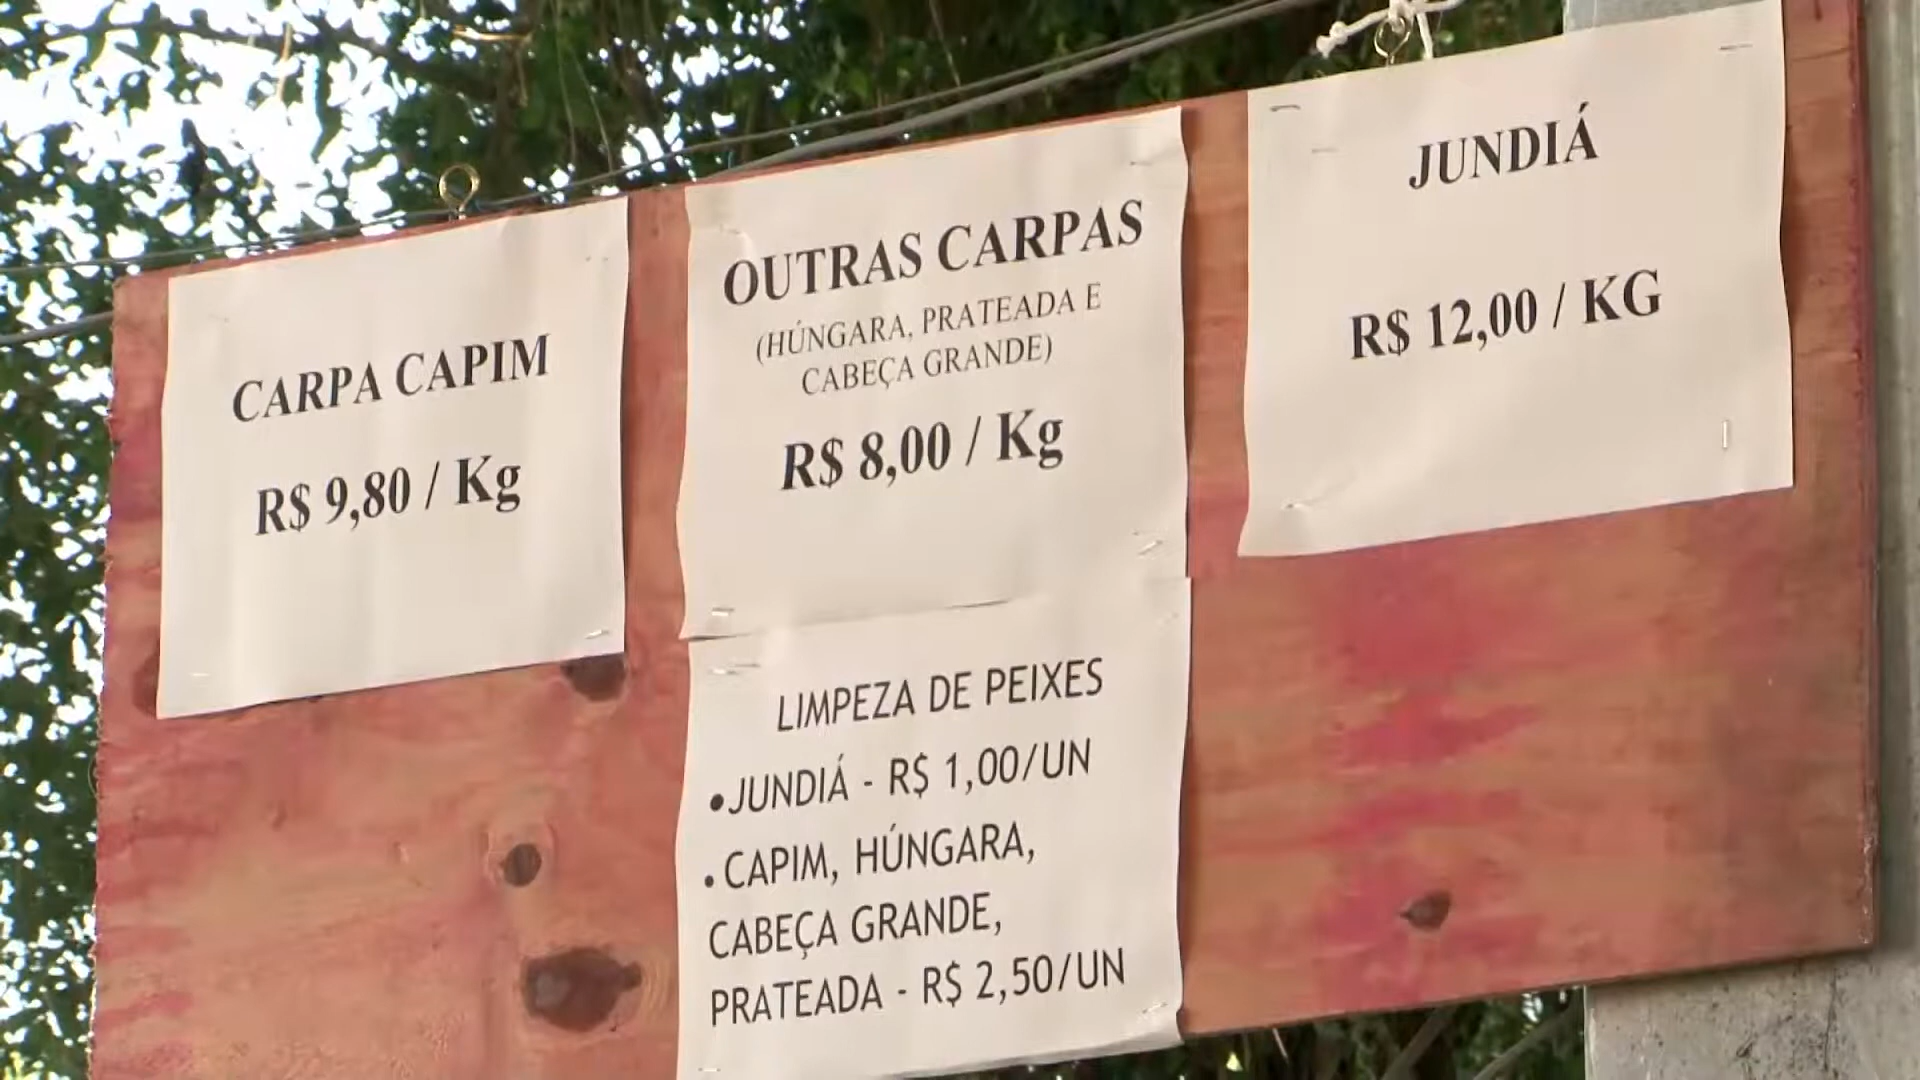 CARPA CAPIM
R$ 9,80 / Kg
OUTRAS CARPAS
(HÚNGARA, PRATEADA E
CABEÇA GRANDE)
R$ 8,00 / Kg
JUNDIÁ
R$ 12,00 / KG
LIMPEZA DE PEIXES
•JUNDIÁ - R$ 1,00/UN
• CAPIM, HÚNGARA,
CABEÇA GRANDE,
PRATEADA - R$ 2,50/UN